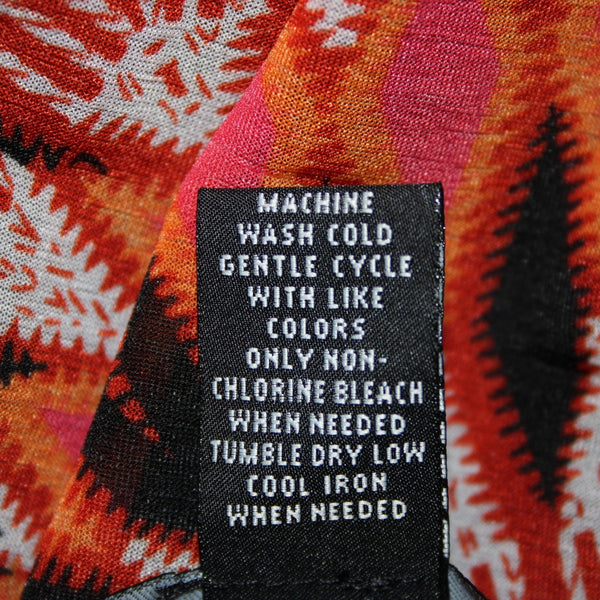 MACHINE
WASH COLD
GENTLE CYCLE
WITH LIKE
COLORS
ONLY NON-
CHLORINE BLEACH
WHEN NEEDED
TUMBLE DRY LOW
COOL IRON
WHEN NEEDED